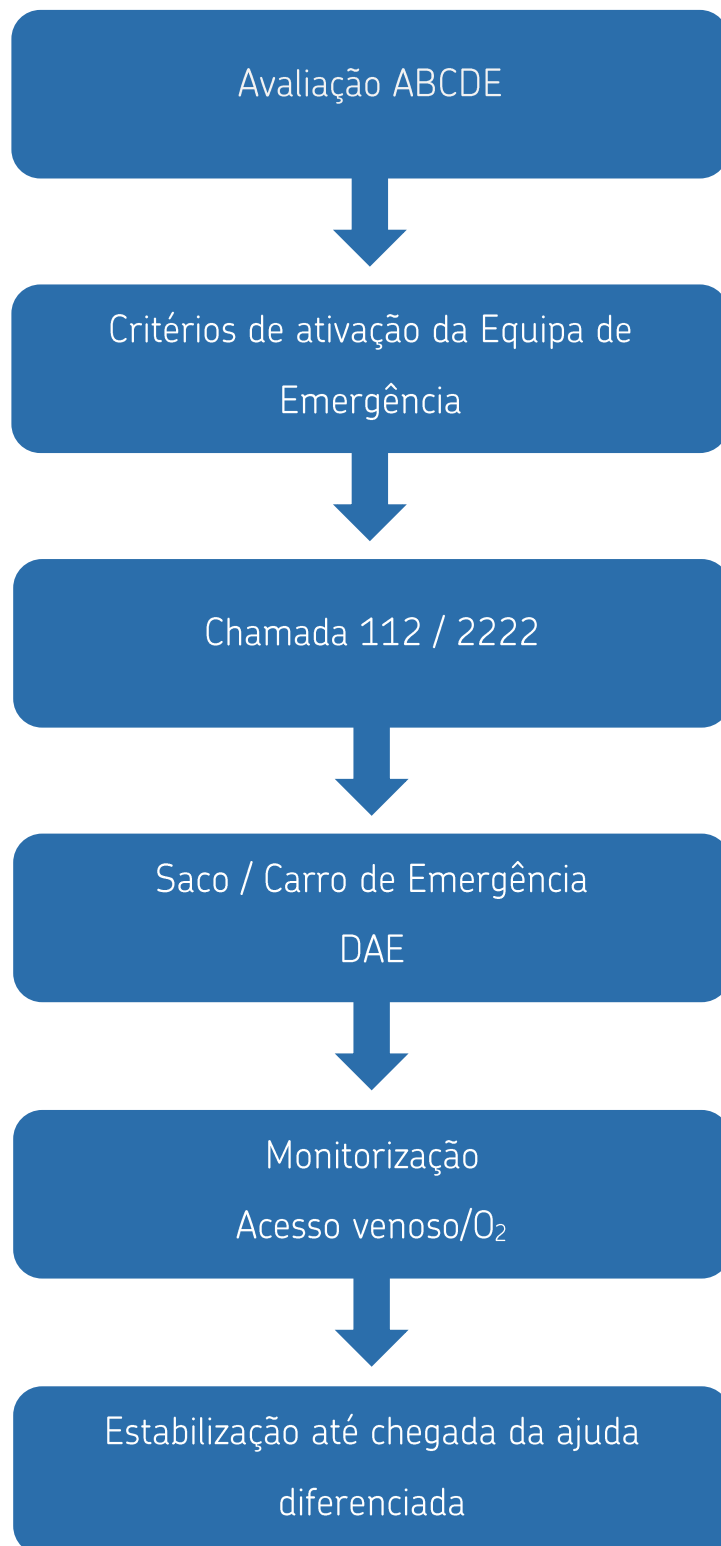 Avaliação ABCDE
Critérios de ativação da Equipa de
Emergência
Chamada 112 / 2222
Saco / Carro de Emergência
DAE
Monitorização
Acesso venoso/O₂
Estabilização até chegada da ajuda
diferenciada